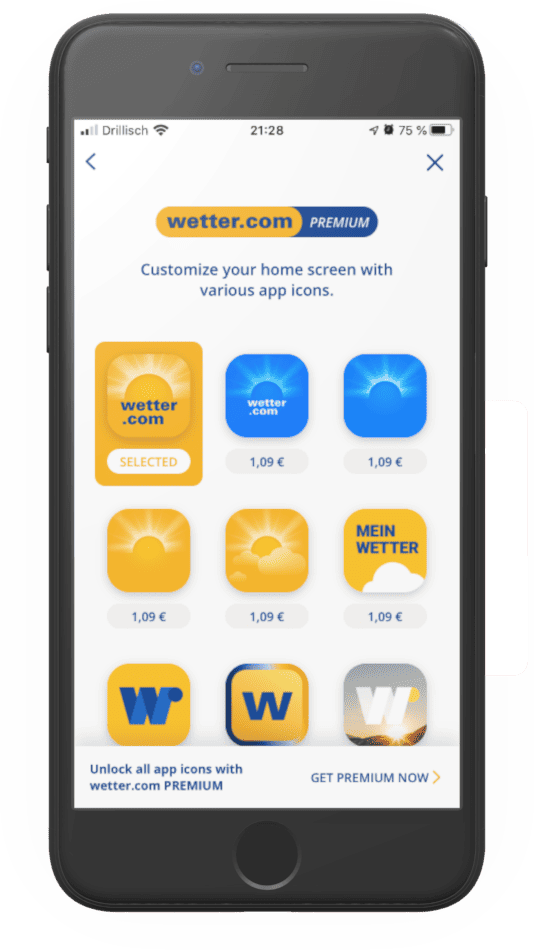 Drillisch
21:28
75 %
wetter.com PREMIUM
Customize your home screen with
various app icons.
wetter
.com
wetter
.com
SELECTED
1,09 €
1,09 €
MEIN
WETTER
1,09 €
1,09 €
1,09 €
W
W
W
Unlock all app icons with
wetter.com PREMIUM
GET PREMIUM NOW